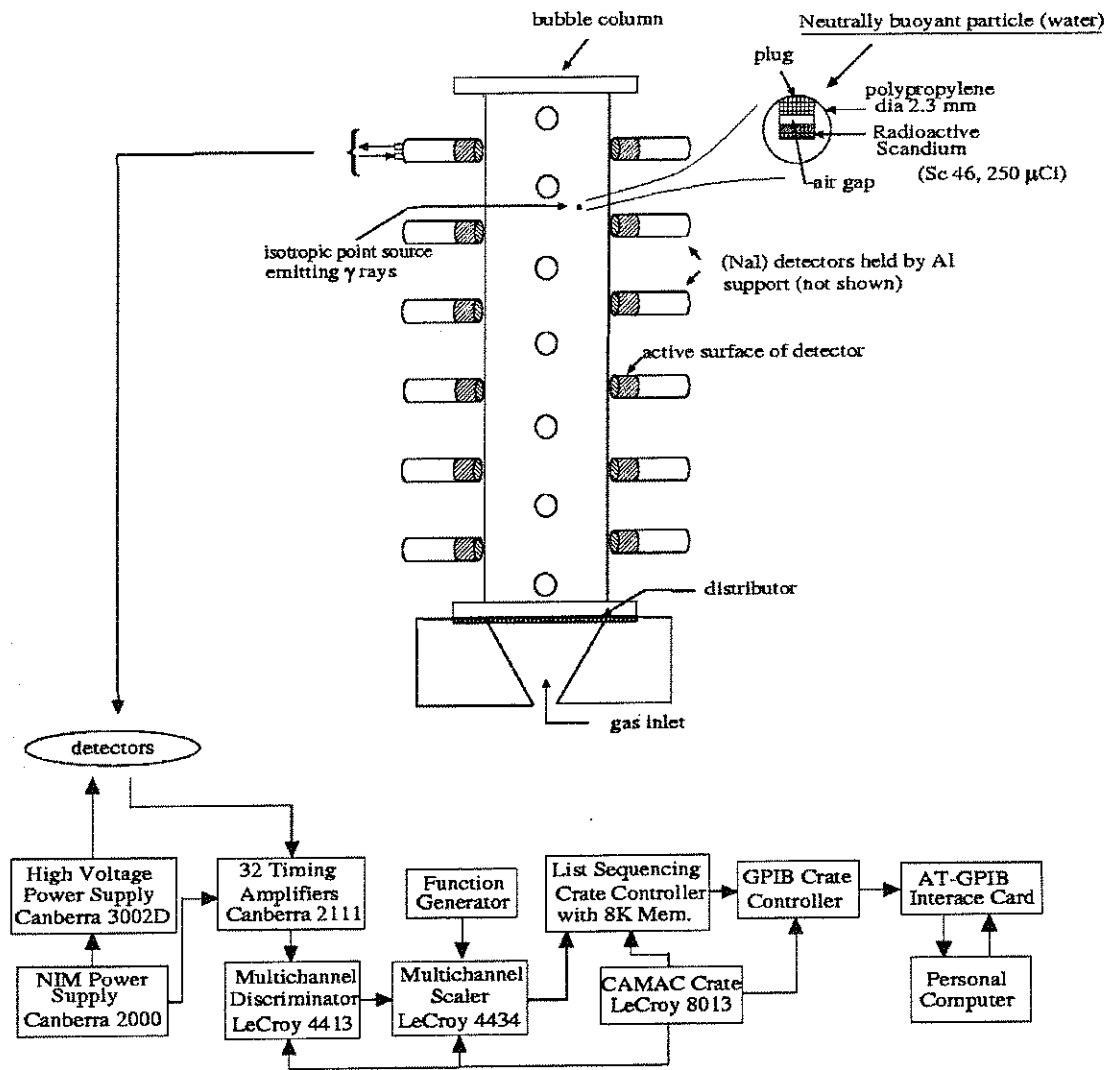 bubble column
Neutrally buoyant particle (water)
plug
polypropylene
dia 2.3 mm
Radioactive
Scandium
(Sc 46, 250 μCi)
air gap
isotropic point source
emitting γ rays
(NaI) detectors held by Al
support (not shown)
active surface of detector
distributor
gas inlet
detectors
High Voltage
Power Supply
Canberra 3002D
32 Timing
Amplifiers
Canberra 2111
Function
Generator
List Sequencing
Crate Controller
with 8K Mem.
GPIB Crate
Controller
AT-GPIB
Interace Card
NIM Power
Supply
Canberra 2000
Multichannel
Discriminator
LeCroy 4413
Multichannel
Scaler
LeCroy 4434
CAMAC Crate
LeCroy 8013
Personal
Computer